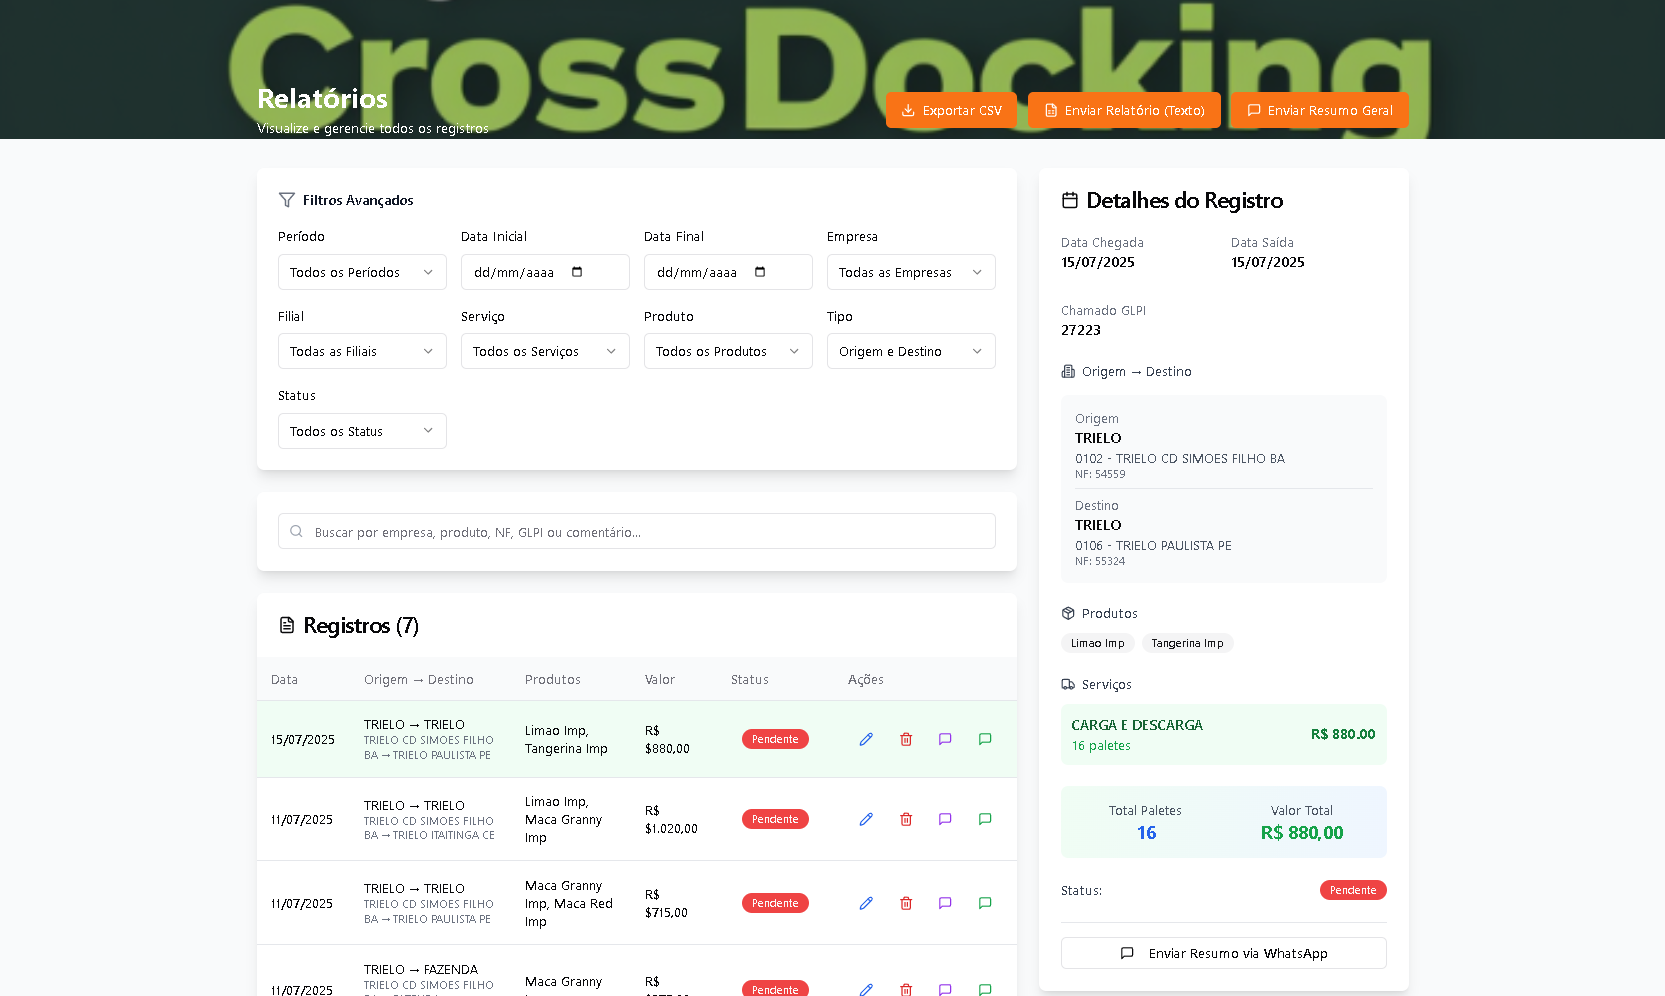 CrossDocking
Relatórios
Visualize e gerencie todos os registros
Exportar CSV
Enviar Relatório (Texto)
Enviar Resumo Geral
Filtros Avançados
Período
Data Inicial
Data Final
Empresa
Todos os Períodos
dd/mm/aaaa
dd/mm/aaaa
Todas as Empresas
Filial
Serviço
Produto
Tipo
Todas as Filiais
Todos os Serviços
Todos os Produtos
Origem e Destino
Status
Todos os Status
Buscar por empresa, produto, NF, GLPI ou comentário...
Registros (7)
Data
Origem → Destino
Produtos
Valor
Status
Ações
15/07/2025
TRIELO → TRIELO
TRIELO CD SIMOES FILHO
BA → TRIELO PAULISTA PE
Limao Imp,
Tangerina Imp
R$
$880,00
Pendente
11/07/2025
TRIELO → TRIELO
TRIELO CD SIMOES FILHO
BA → TRIELO ITAITINGA CE
Limao Imp,
Maca Granny
Imp
R$
$1.020,00
Pendente
11/07/2025
TRIELO → TRIELO
TRIELO CD SIMOES FILHO
BA → TRIELO PAULISTA PE
Maca Granny
Imp, Maca Red
Imp
R$
$715,00
Pendente
11/07/2025
TRIELO → FAZENDA
TRIELO CD SIMOES FILHO
Maca Granny
R$
Pendente
Detalhes do Registro
Data Chegada
Data Saída
15/07/2025
15/07/2025
Chamado GLPI
27223
Origem → Destino
Origem
TRIELO
0102 - TRIELO CD SIMOES FILHO BA
NF: 54559
Destino
TRIELO
0106 - TRIELO PAULISTA PE
NF: 55324
Produtos
Limao Imp
Tangerina Imp
Serviços
CARGA E DESCARGA
16 paletes
R$ 880.00
Total Paletes
16
Valor Total
R$ 880,00
Status:
Pendente
Enviar Resumo via WhatsApp